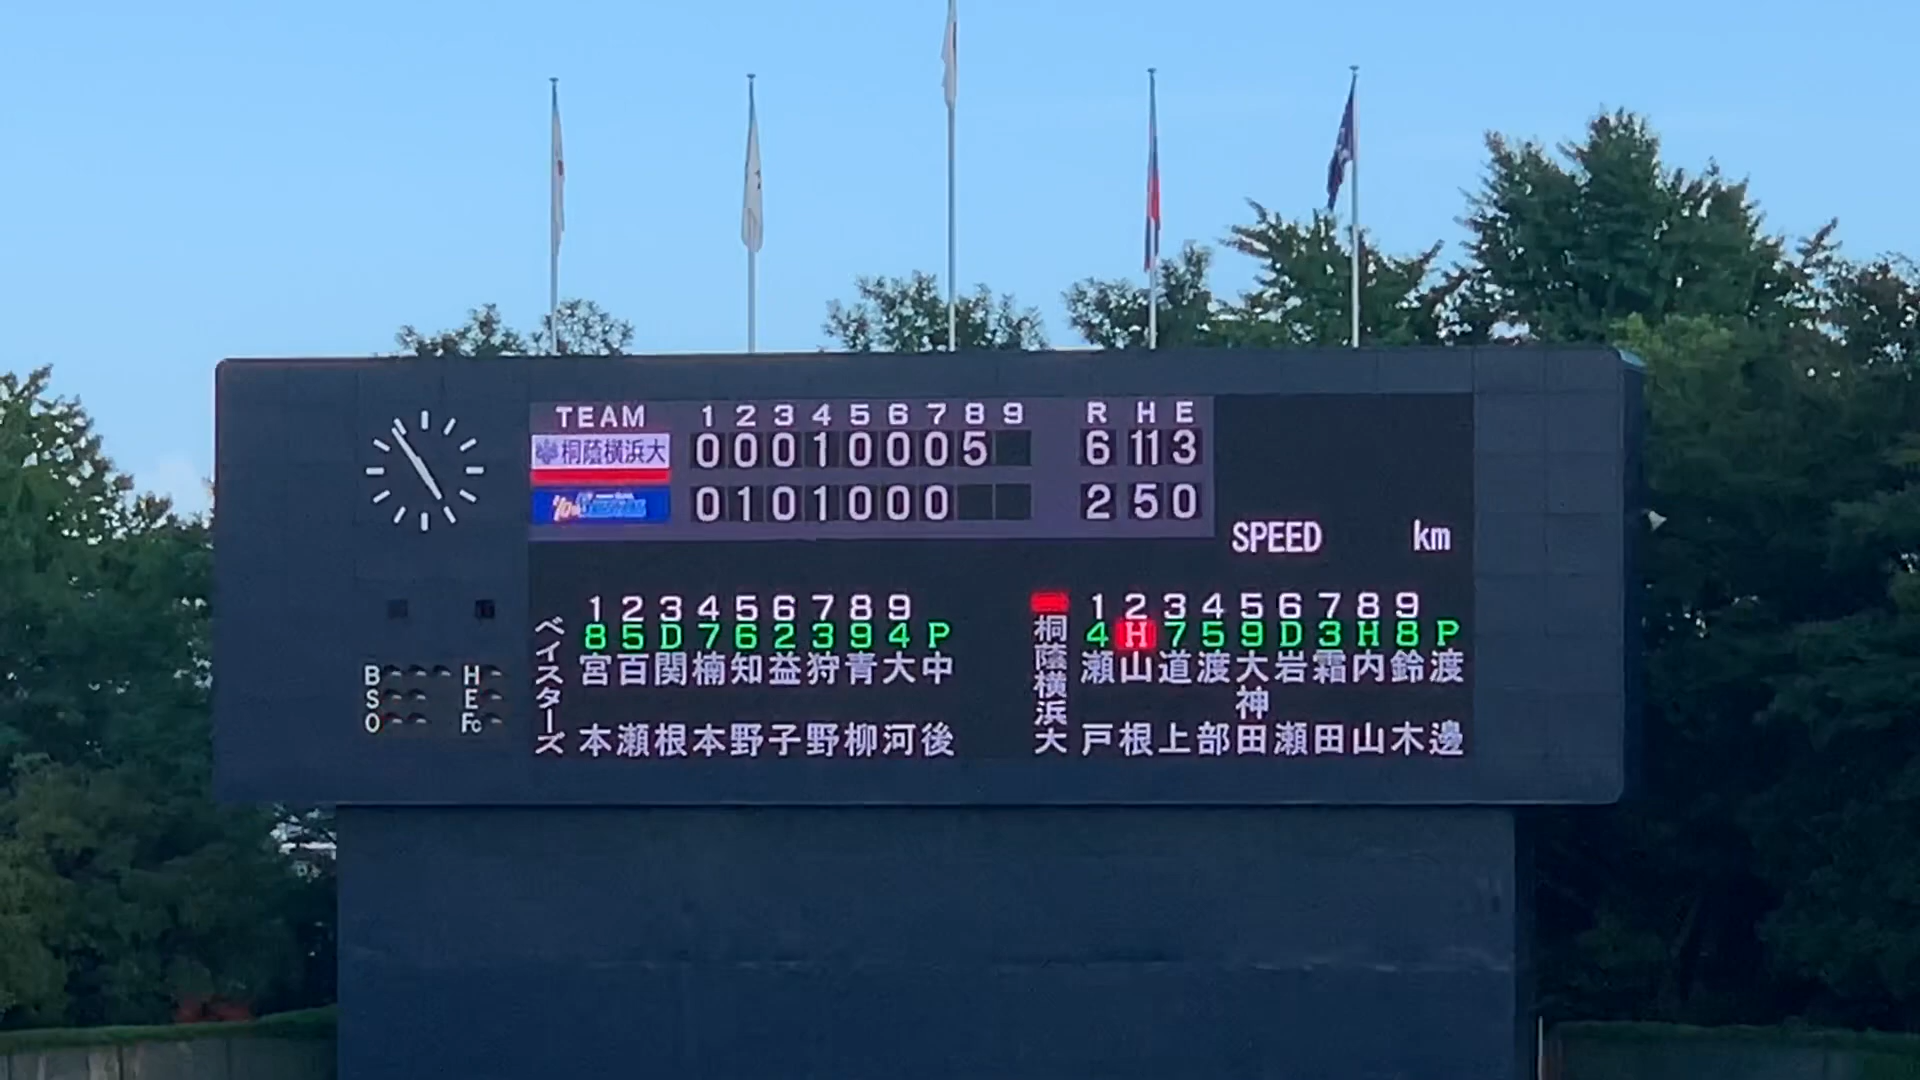 TEAM 1 2 3 4 5 6 7 8 9 R H E
桐蔭横浜大 0 0 0 1 0 0 0 5 6 11 3
0 1 0 1 0 0 0 2 5 0
SPEED km
B H
S E
O Fc
ベイスターズ
1 2 3 4 5 6 7 8 9
8 5 D 7 6 2 3 9 4 P
宮本 百瀬 関根 楠本 知野 益子 狩野 青柳 大河 中後
桐蔭横浜大
1 2 3 4 5 6 7 8 9
4 H 7 5 9 D 3 H 8 P
瀬戸 山根 道上 渡部 大神田 岩瀬 霜田 内山 鈴木 渡邊